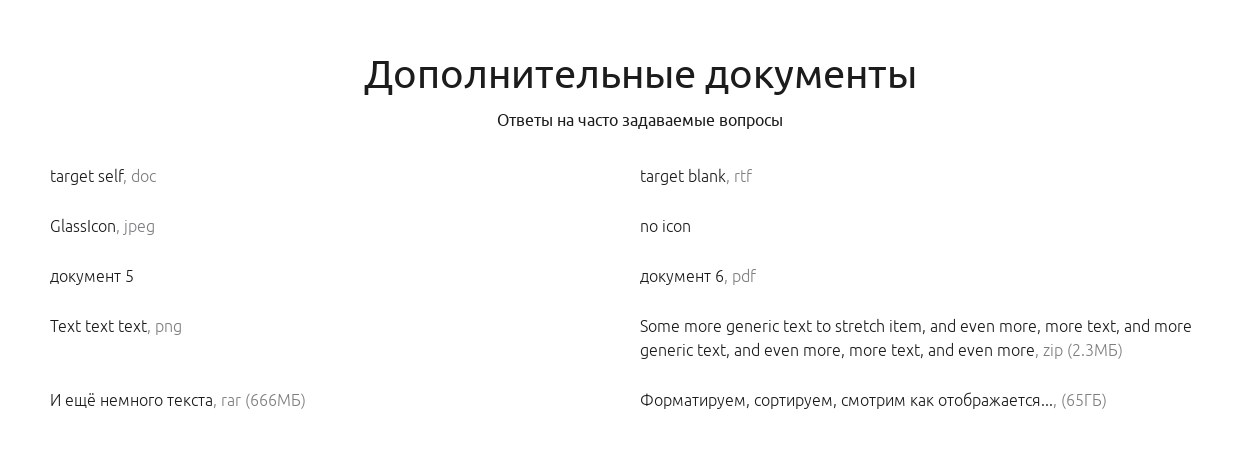 Дополнительные документы
Ответы на часто задаваемые вопросы
target self, doc
target blank, rtf
GlassIcon, jpeg
no icon
документ 5
документ 6, pdf
Text text text, png
Some more generic text to stretch item, and even more, more text, and more
generic text, and even more, more text, and even more, zip (2.3МБ)
И ещё немного текста, rar (666МБ)
Форматируем, сортируем, смотрим как отображается..., (65ГБ)